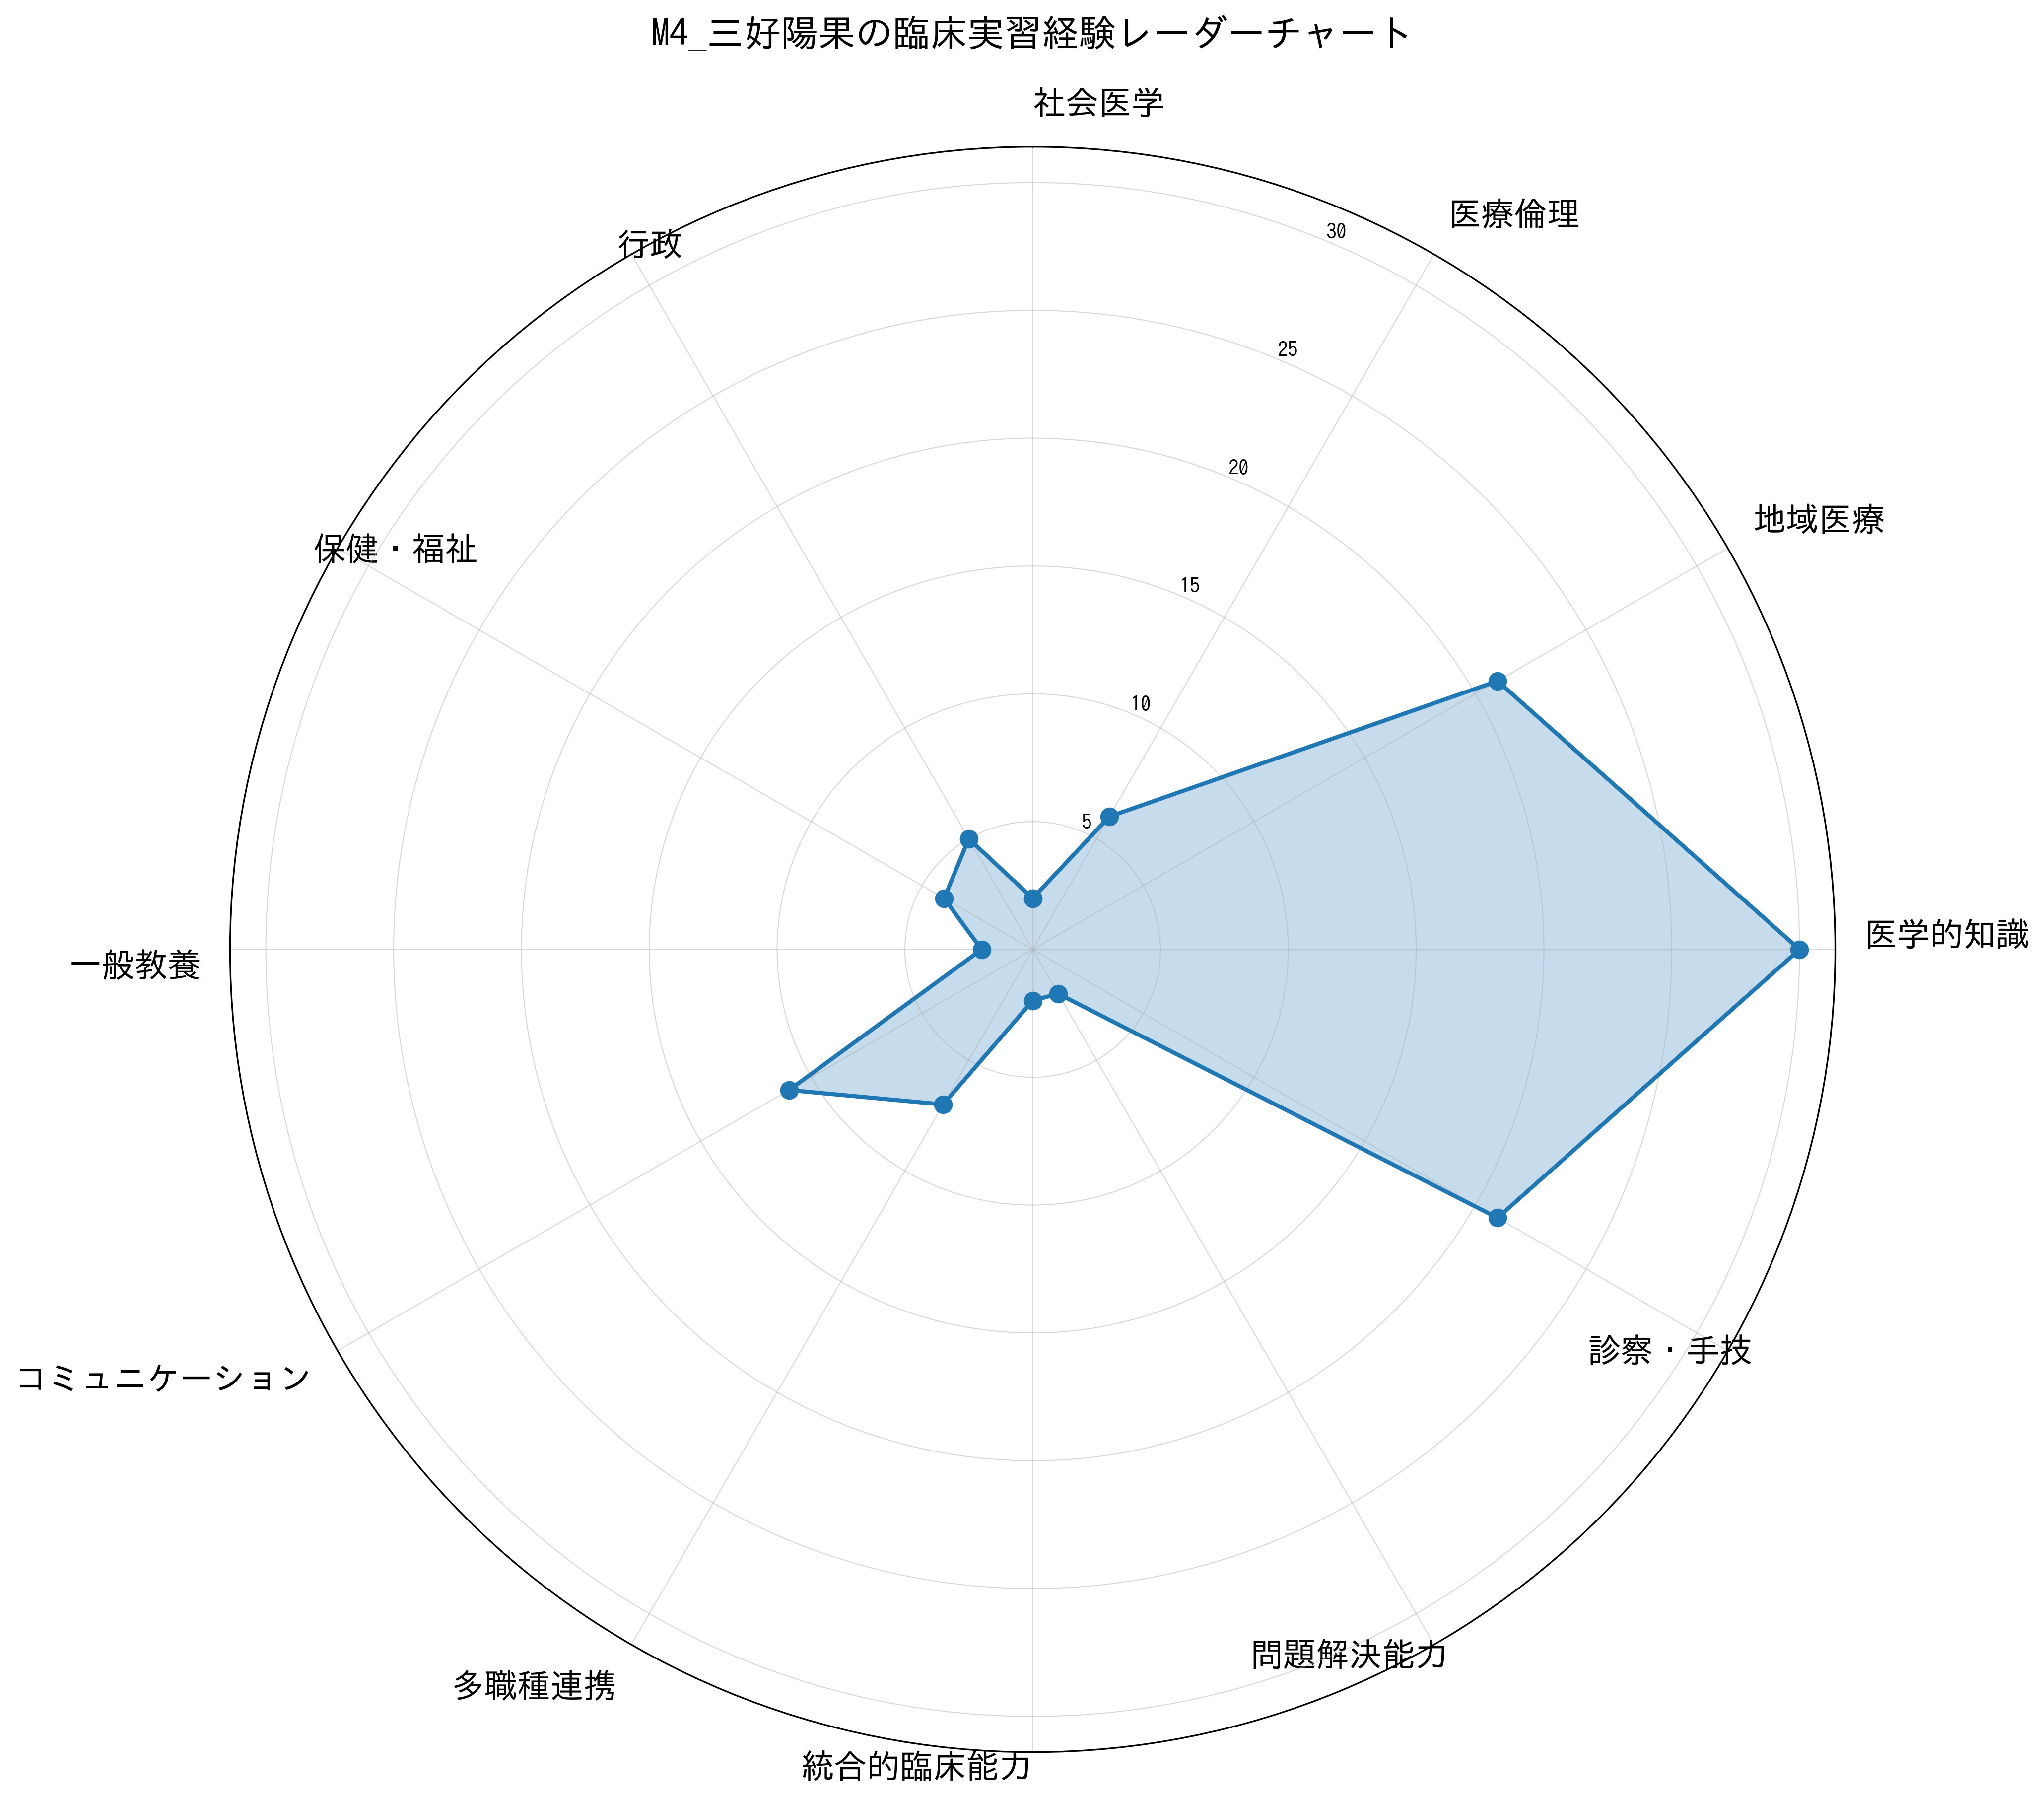 M4_三好陽果の臨床実習経験レーダーチャート
社会医学
医療倫理
行政
30
25
20
地域医療
保健・福祉
15
10
5
医学的知識
一般教養
診察・手技
コミュニケーション
問題解決能力
多職種連携
統合的臨床能力